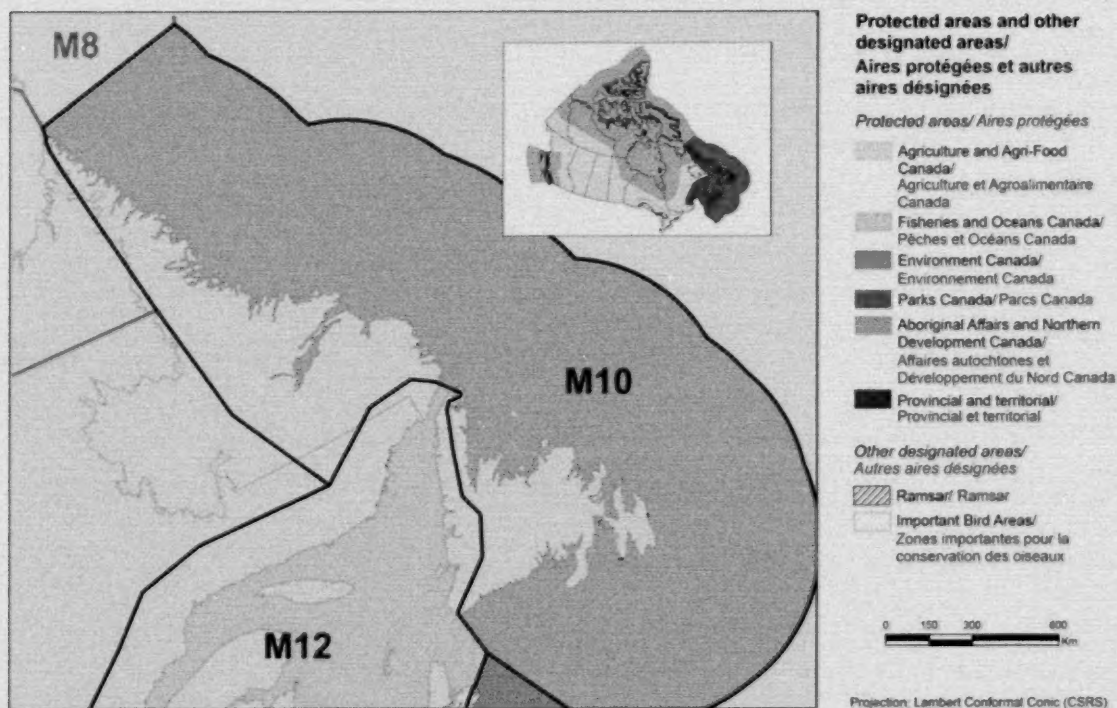 M8
M10
M12
Protected areas and other
designated areas/
Aires protégées et autres
aires désignées
Protected areas/ Aires protégées
Agriculture and Agri-Food
Canada/
Agriculture et Agroalimentaire
Canada
Fisheries and Oceans Canada/
Pêches et Océans Canada
Environment Canada/
Environnement Canada
Parks Canada/ Parcs Canada
Aboriginal Affairs and Northern
Development Canada/
Affaires autochtones et
Développement du Nord Canada
Provincial and territorial/
Provincial et territorial
Other designated areas/
Autres aires désignées
Ramsar/ Ramsar
Important Bird Areas/
Zones importantes pour la
conservation des oiseaux
0 150 300 600
Km
Projection: Lambert Conformal Conic (CSRS)